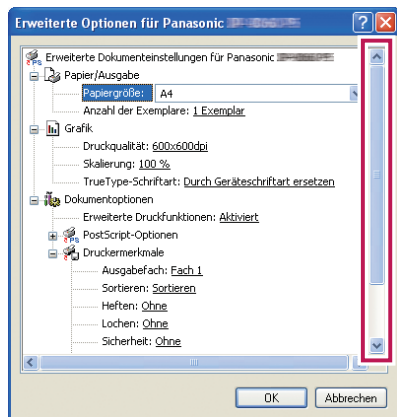 Erweiterte Optionen für Panasonic
Erweiterte Dokumenteinstellungen für Panasonic
Papier/Ausgabe
Papiergröße: A4
Anzahl der Exemplare: 1 Exemplar
Grafik
Druckqualität: 600x600dpi
Skalierung: 100 %
TrueType-Schriftart: Durch Geräteschriftart ersetzen
Dokumentoptionen
Erweiterte Druckfunktionen: Aktiviert
PostScript-Optionen
Druckermerkmale
Ausgabefach: Fach 1
Sortieren: Sortieren
Heften: Ohne
Lochen: Ohne
Sicherheit: Ohne
OK Abbrechen